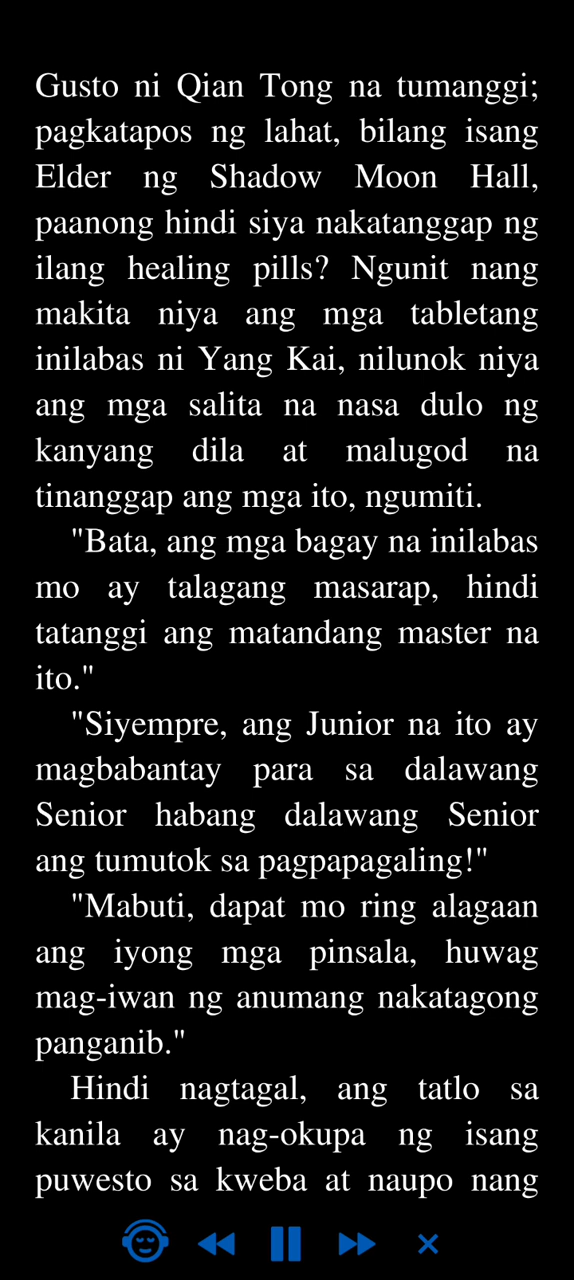 Gusto ni Qian Tong na tumanggi;
pagkatapos ng lahat, bilang isang
Elder ng Shadow Moon Hall,
paanong hindi siya nakatanggap ng
ilang healing pills? Ngunit nang
makita niya ang mga tabletang
inilabas ni Yang Kai, nilunok niya
ang mga salita na nasa dulo ng
kanyang dila at malugod na
tinanggap ang mga ito, ngumiti.
"Bata, ang mga bagay na inilabas
mo ay talagang masarap, hindi
tatanggi ang matandang master na
ito."
"Siyempre, ang Junior na ito ay
magbabantay para sa dalawang
Senior habang dalawang Senior
ang tumutok sa pagpapagaling!"
"Mabuti, dapat mo ring alagaan
ang iyong mga pinsala, huwag
mag-iwan ng anumang nakatagong
panganib."
Hindi nagtagal, ang tatlo sa
kanila ay nag-okupa ng isang
puwesto sa kweba at naupo nang